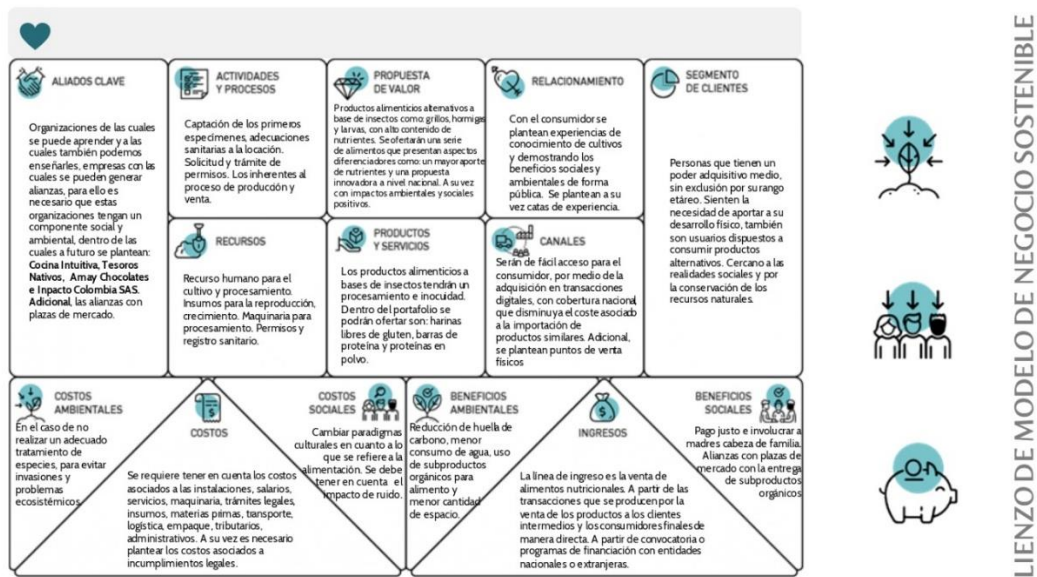 ALIADOS CLAVE
Organizaciones de las cuales
se puede aprender y a las
cuales también podemos
enseñarles, empresas con las
cuales se pueden generar
alianzas, para ello es
necesario que estas
organizaciones tengan un
componente social y
ambiental, dentro de las
cuales a futuro se plantean:
Cocina Intuitiva, Tesoros
Nativos, Amay Chocolates
e Inpacto Colombia SAS.
Adicional, las alianzas con
plazas de mercado.
ACTIVIDADES
Y PROCESOS
Captación de los primeros
especímenes, adecuaciones
sanitarias a la locación.
Solicitud y trámite de
permisos. Los inherentes al
proceso de producción y
venta.
RECURSOS
Recurso humano para el
cultivo y procesamiento.
Insumos para la reproducción,
crecimiento. Maquinaria para
procesamiento. Permisos y
registro sanitario.
PROPUESTA
DE VALOR
Productos alimenticios alternativos a
base de insectos como: grillos, hormigas
y larvas, con alto contenido de
nutrientes. Se ofertarán una serie
de alimentos que presentan aspectos
diferenciadores como: un mayor aporte
de nutrientes y una propuesta
innovadora a nivel nacional. A su vez
con impactos ambientales y sociales
positivos.
PRODUCTOS
Y SERVICIOS
Los productos alimenticios a
bases de insectos tendrán un
procesamiento e inocuidad.
Dentro del portafolio se
podrán ofertar son: harinas
libres de gluten, barras de
proteína y proteínas en
polvo.
RELACIONAMIENTO
Con el consumidor se
plantean experiencias de
conocimiento de cultivos
y demostrando los
beneficios sociales y
ambientales de forma
pública. Se plantean a su
vez catas de experiencia.
CANALES
Serán de fácil acceso para el
consumidor, por medio de la
adquisición en transacciones
digitales, con cobertura nacional
que disminuya el coste asociado
a la importación de
productos similares. Adicional,
se plantean puntos de venta
físicos
SEGMENTO
DE CLIENTES
Personas que tienen un
poder adquisitivo medio,
sin exclusión por su rango
etáreo. Sienten la
necesidad de aportar a su
desarrollo físico, también
son usuarios dispuestos a
consumir productos
alternativos. Cercano a las
realidades sociales y por
la conservación de los
recursos naturales.
COSTOS
AMBIENTALES
En el caso de no
realizar un adecuado
tratamiento de
especies, para evitar
invasiones y
problemas
ecosistémicos
COSTOS
Se requiere tener en cuenta los costos
asociados a las instalaciones, salarios,
servicios, maquinaria, trámites legales,
insumos, materias primas, transporte,
logística, empaque, tributarios,
administrativos. A su vez es necesario
plantear los costos asociados a
incumplimientos legales.
COSTOS
SOCIALES
Cambiar paradigmas
culturales en cuanto a lo
que se refiere a la
alimentación. Se debe
tener en cuenta el
impacto de ruido.
BENEFICIOS
AMBIENTALES
Reducción de huella de
carbono, menor
consumo de agua, uso
de subproductos
orgánicos para
alimento y
menor cantidad
de espacio.
INGRESOS
La línea de ingreso es la venta de
alimentos nutricionales. A partir de las
transacciones que se producen por la
venta de los productos a los clientes
intermedios y los consumidores finales de
manera directa. A partir de convocatoria o
programas de financiación con entidades
nacionales o extranjeras.
BENEFICIOS
SOCIALES
Pago justo e involucrar a
madres cabeza de familia.
Alianzas con plazas de
mercado con la entrega
de subproductos
orgánicos
LIENZO DE MODELO DE NEGOCIO SOSTENIBLE